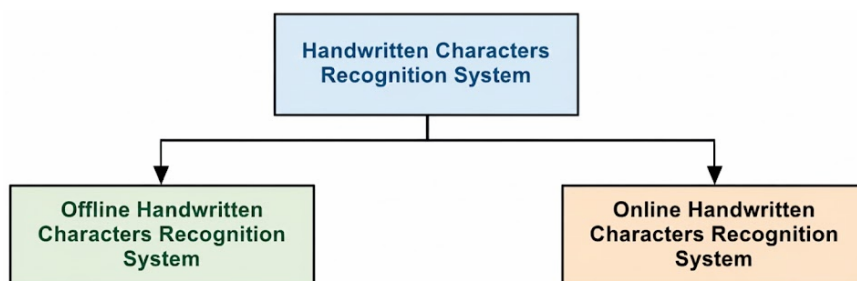 Handwritten Characters
Recognition System
Offline Handwritten
Characters Recognition
System
Online Handwritten
Characters Recognition
System